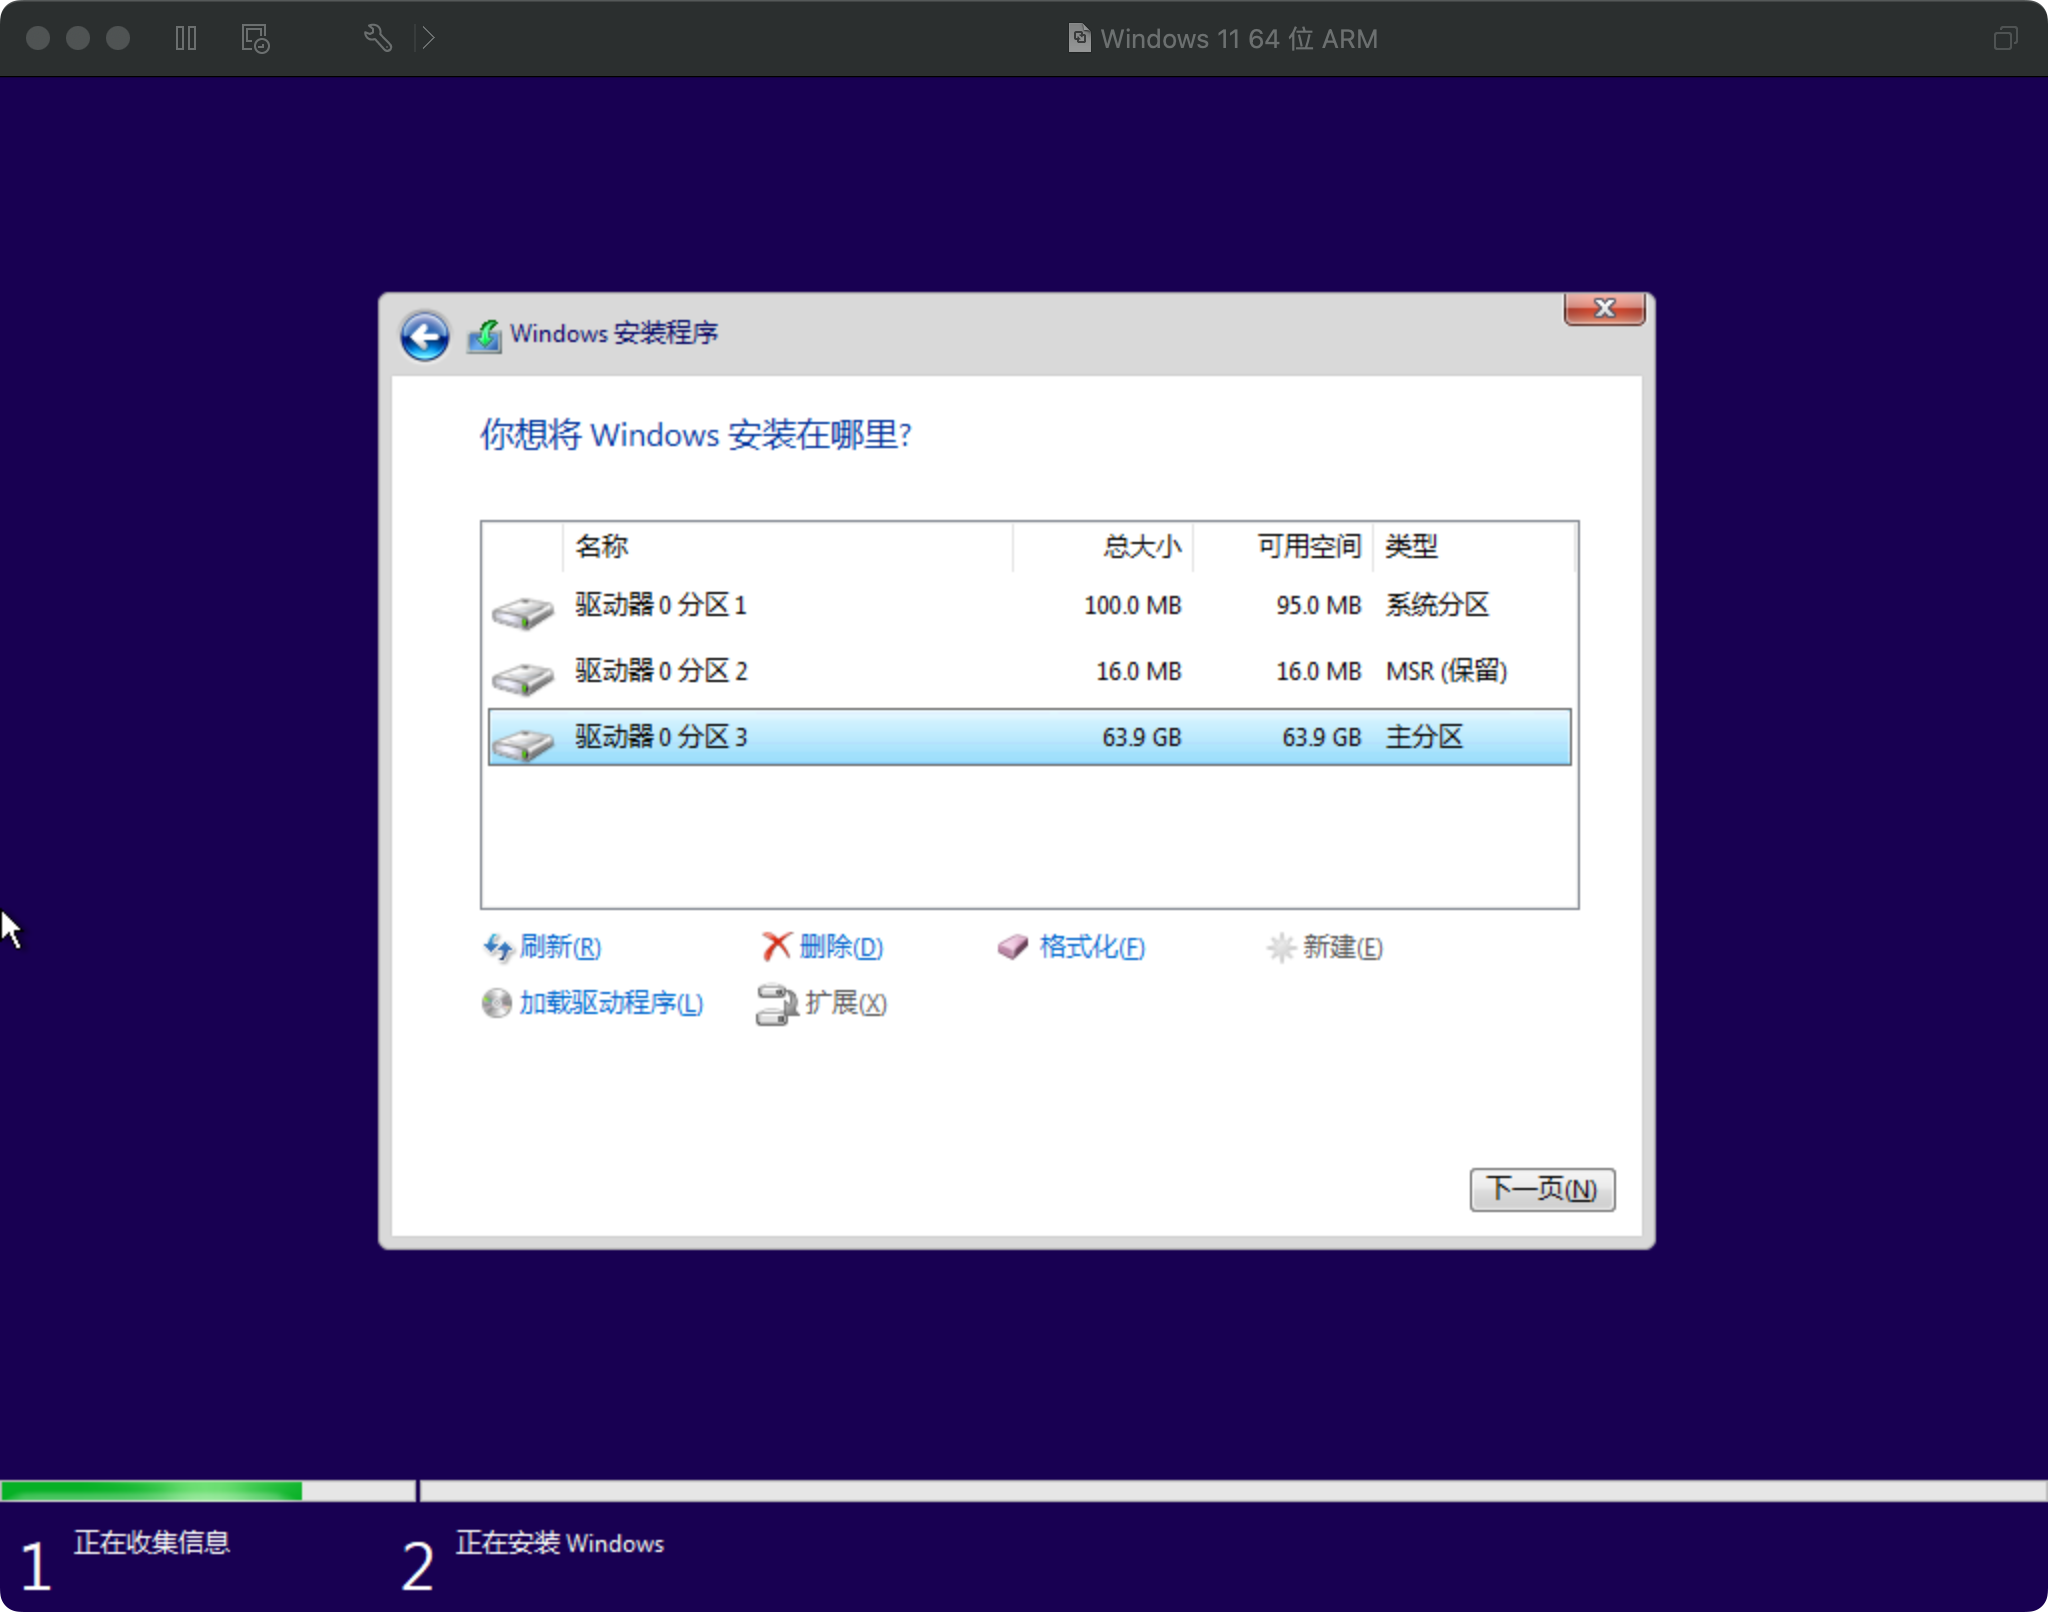 Windows 11 64 位 ARM
Windows 安装程序
你想将 Windows 安装在哪里?
名称 总大小 可用空间 类型
驱动器 0 分区 1 100.0 MB 95.0 MB 系统分区
驱动器 0 分区 2 16.0 MB 16.0 MB MSR (保留)
驱动器 0 分区 3 63.9 GB 63.9 GB 主分区
刷新(R) 删除(D) 格式化(F) 新建(E)
加载驱动程序(L) 扩展(X)
下一页(N)
1 正在收集信息 2 正在安装 Windows